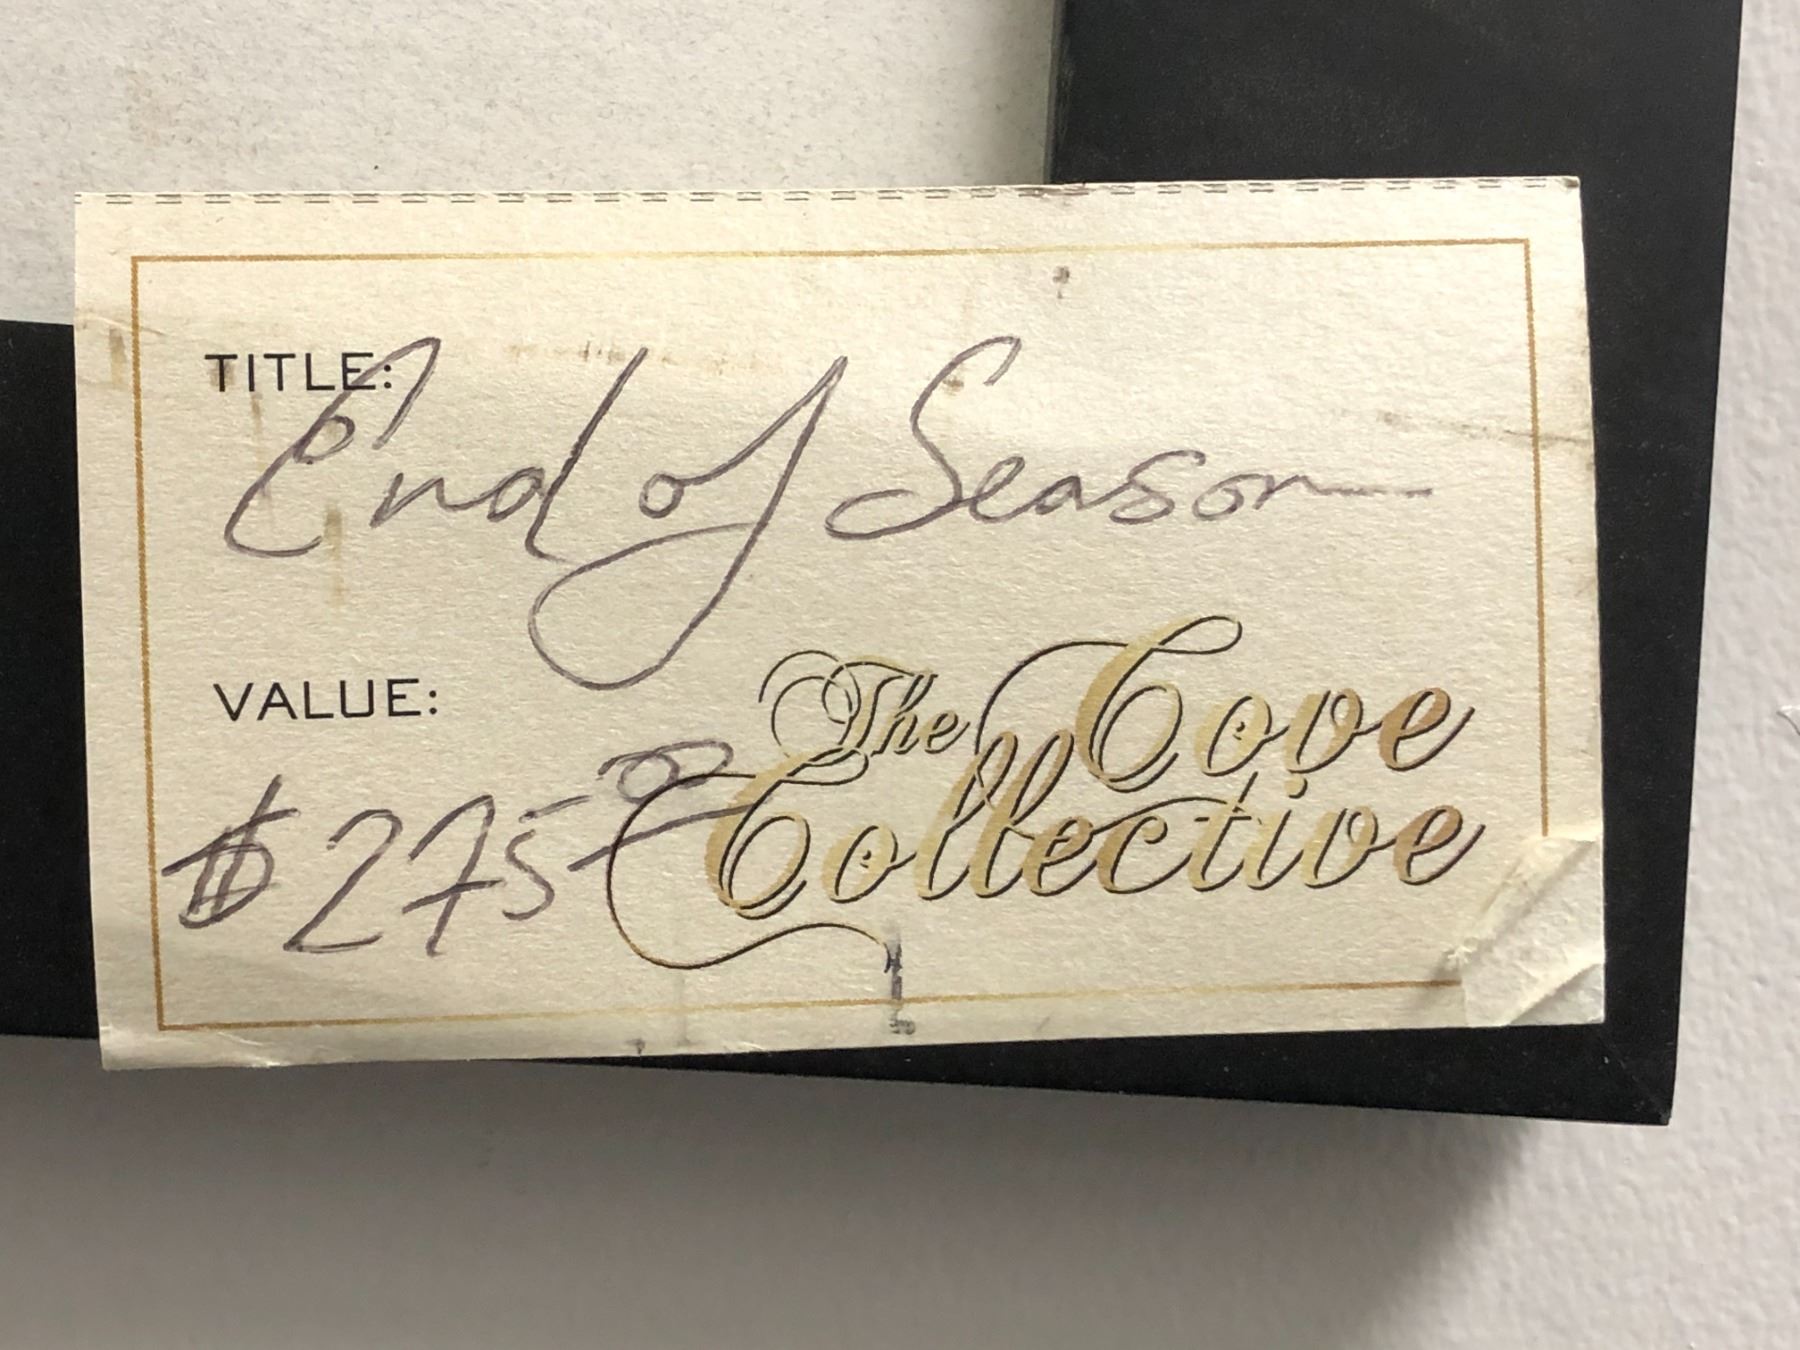 TITLE:
End of Season
VALUE:
$275.00
The Cove
Collective